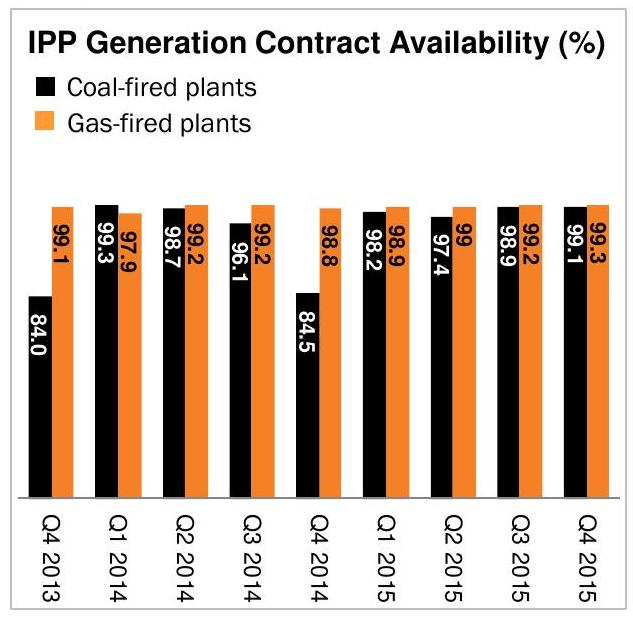 IPP Generation Contract Availability (%)
Coal-fired plants
Gas-fired plants
84.0
99.1
99.3
97.9
98.7
99.2
96.1
99.2
84.5
98.8
98.2
98.9
97.4
99
98.9
99.2
99.1
99.3
Q4 2013
Q1 2014
Q2 2014
Q3 2014
Q4 2014
Q1 2015
Q2 2015
Q3 2015
Q4 2015